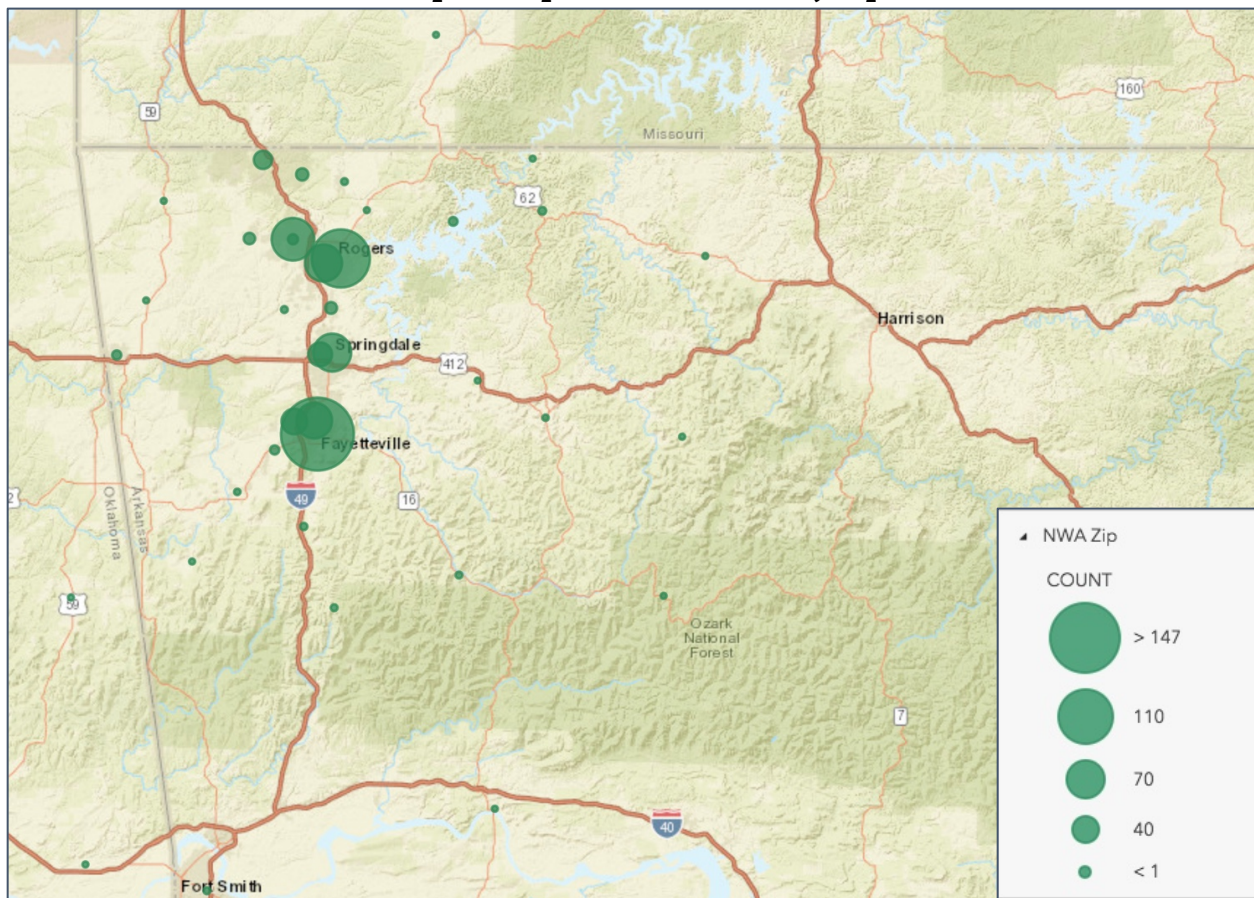 59
160
Missouri
62
Rogers
Harrison
Springdale
412
Fayetteville
49
16
2
Oklahoma
Arkansas
59
Ozark
National
Forest
7
40
Fort Smith
NWA Zip
COUNT
> 147
110
70
40
< 1